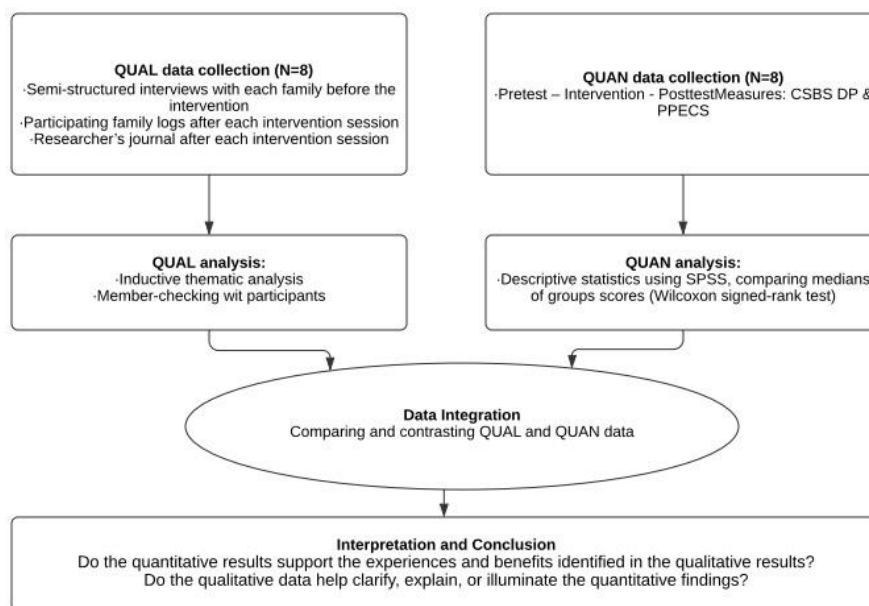 QUAL data collection (N=8)
·Semi-structured interviews with each family before the
intervention
·Participating family logs after each intervention session
·Researcher's journal after each intervention session
QUAN data collection (N=8)
·Pretest – Intervention - PosttestMeasures: CSBS DP &
PPECS
QUAL analysis:
·Inductive thematic analysis
·Member-checking wit participants
QUAN analysis:
·Descriptive statistics using SPSS, comparing medians
of groups scores (Wilcoxon signed-rank test)
Data Integration
Comparing and contrasting QUAL and QUAN data
Interpretation and Conclusion
Do the quantitative results support the experiences and benefits identified in the qualitative results?
Do the qualitative data help clarify, explain, or illuminate the quantitative findings?